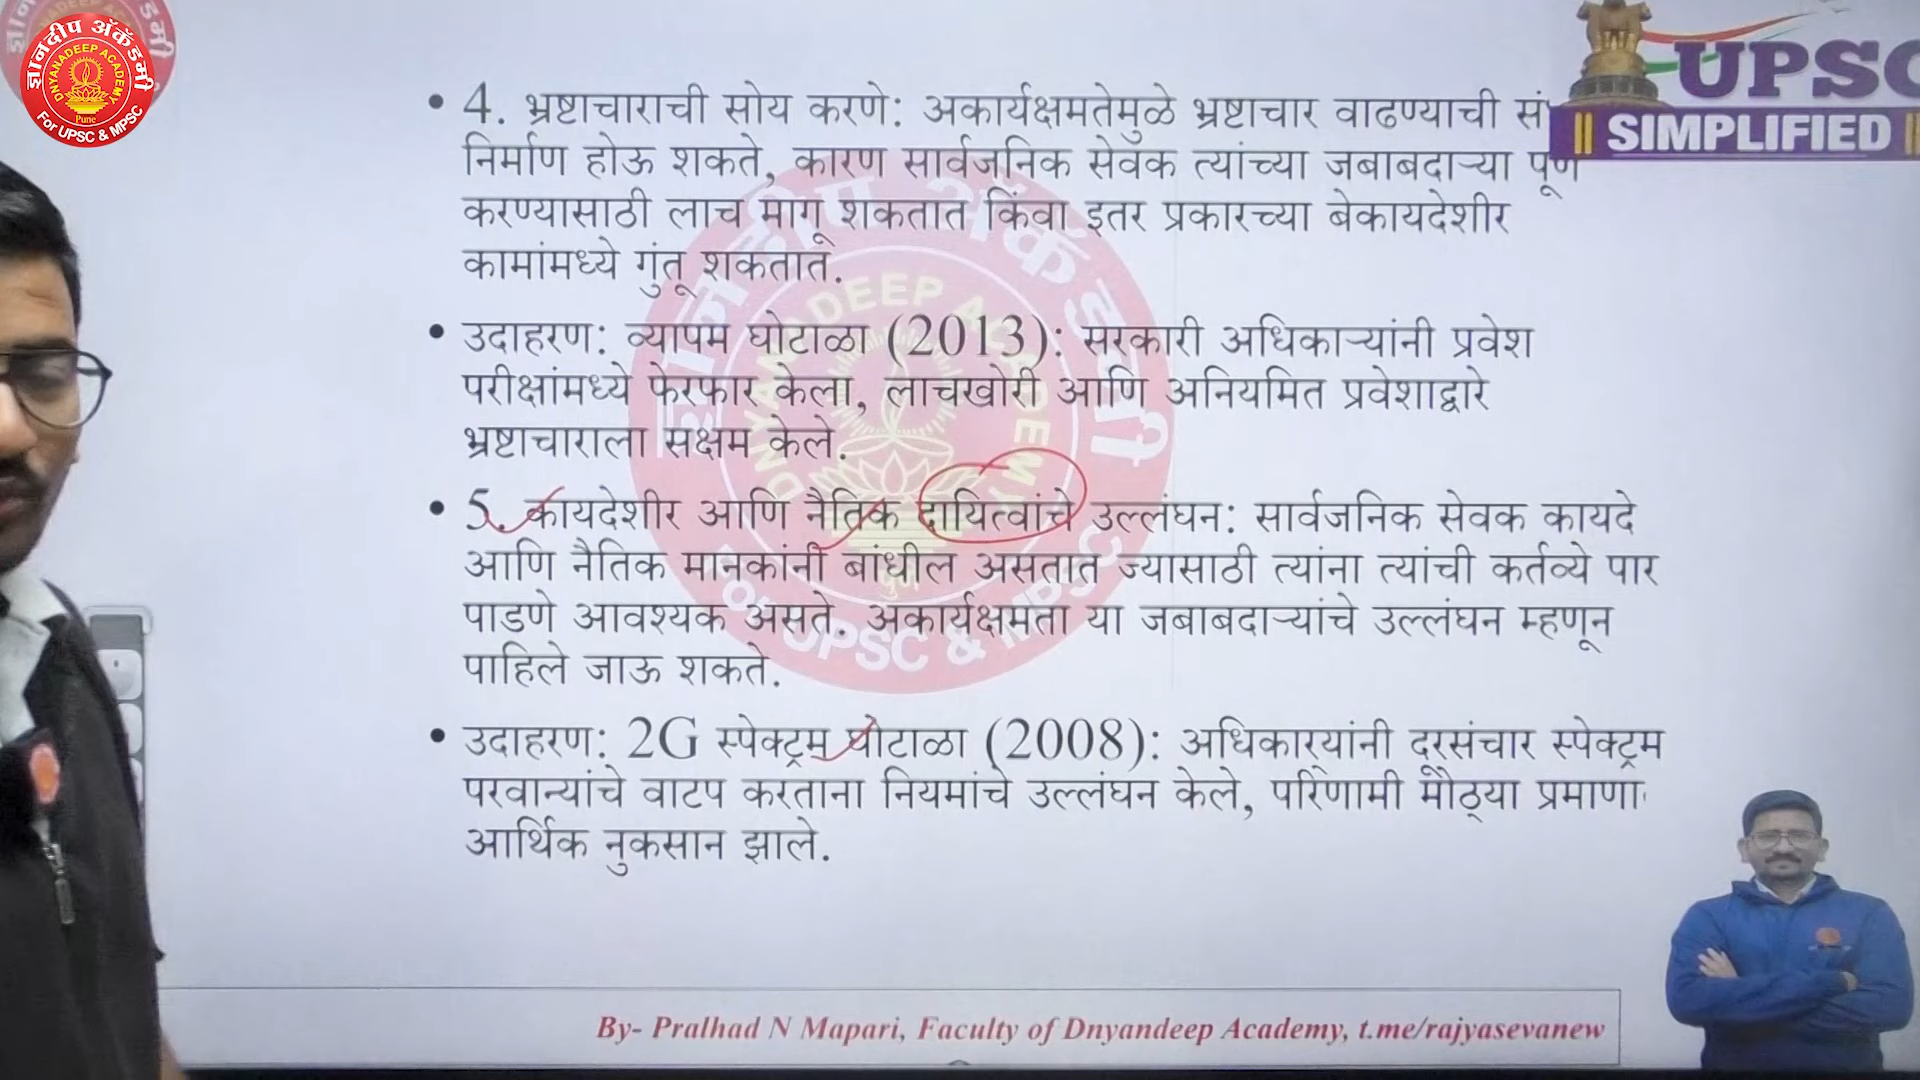 ज्ञानदीप ॲकॅडमी
DNYANADEEP ACADEMY
Pune
For UPSC & MPSC
UPSC
SIMPLIFIED
• 4. भ्रष्टाचाराची सोय करणे: अकार्यक्षमतेमुळे भ्रष्टाचार वाढण्याची सं
निर्माण होऊ शकते, कारण सार्वजनिक सेवक त्यांच्या जबाबदाऱ्या पूर्ण
करण्यासाठी लाच मागू शकतात किंवा इतर प्रकारच्या बेकायदेशीर
कामांमध्ये गुंतू शकतात.
• उदाहरण: व्यापम घोटाळा (2013): सरकारी अधिकाऱ्यांनी प्रवेश
परीक्षांमध्ये फेरफार केला, लाचखोरी आणि अनियमित प्रवेशाद्वारे
भ्रष्टाचाराला सक्षम केले.
• 5. कायदेशीर आणि नैतिक दायित्वांचे उल्लंघन: सार्वजनिक सेवक कायदे
आणि नैतिक मानकांनी बांधील असतात ज्यासाठी त्यांना त्यांची कर्तव्ये पार
पाडणे आवश्यक असते. अकार्यक्षमता या जबाबदाऱ्यांचे उल्लंघन म्हणून
पाहिले जाऊ शकते.
• उदाहरण: 2G स्पेक्ट्रम घोटाळा (2008): अधिकाऱ्यांनी दूरसंचार स्पेक्ट्रम
परवान्यांचे वाटप करताना नियमांचे उल्लंघन केले, परिणामी मोठ्या प्रमाणा
आर्थिक नुकसान झाले.
By- Pralhad N Mapari, Faculty of Dnyandeep Academy, t.me/rajyasevanew